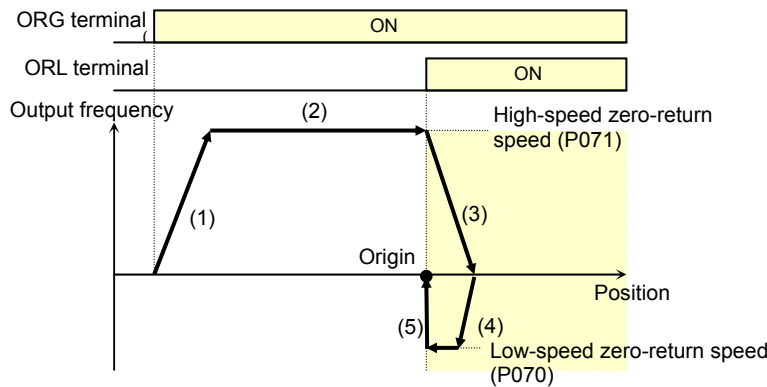 ORG terminal (
ON
ORL terminal
ON
Output frequency
(2)
High-speed zero-return
speed (P071)
(1)
(3)
Origin
Position
(5)
(4)
Low-speed zero-return speed
(P070)